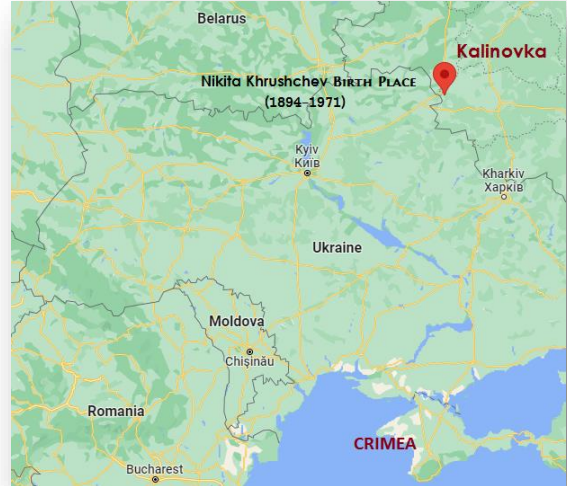 Belarus
Kalinovka
Nikita Khrushchev BIRTH PLACE
(1894-1971)
Kyiv
Київ
Kharkiv
Харків
Ukraine
Moldova
Chișinău
Romania
CRIMEA
Bucharest